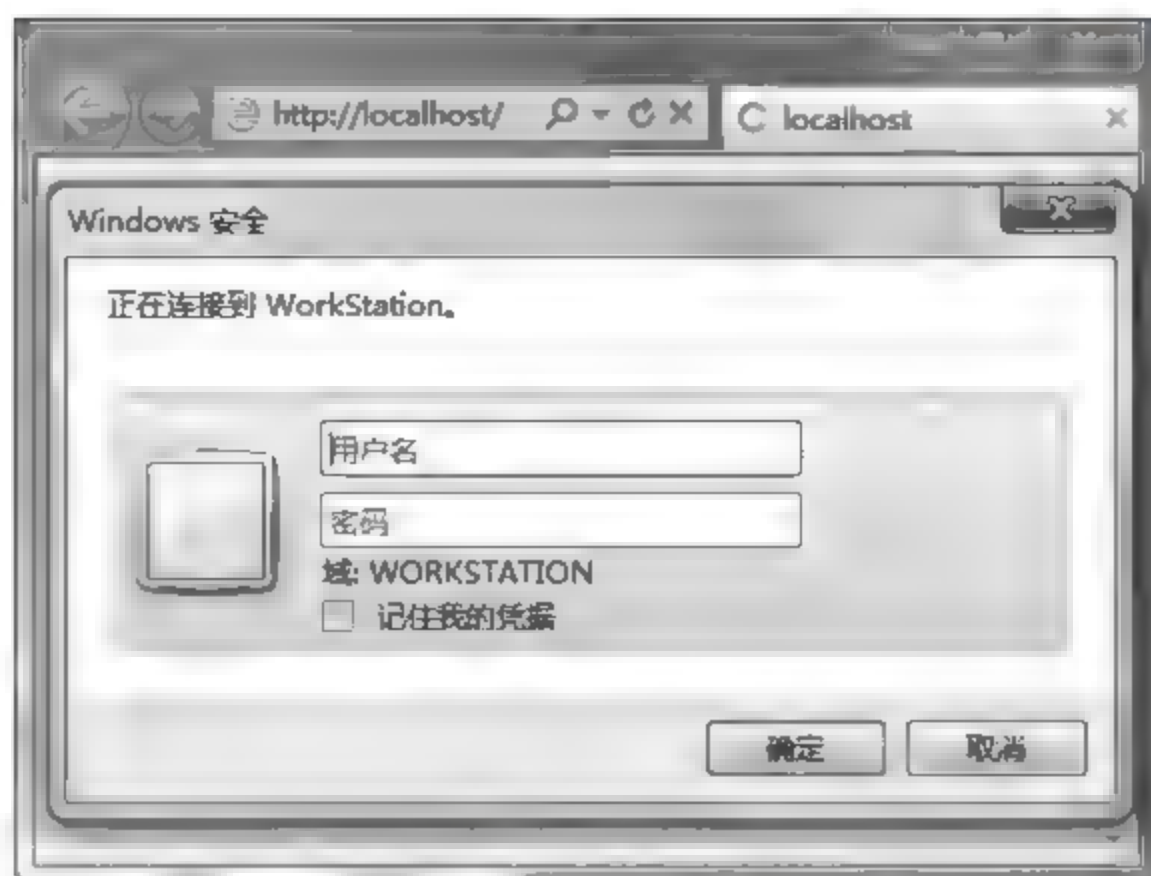 http://localhost/
localhost
Windows 安全
正在连接到 WorkStation。
用户名
密码
域: WORKSTATION
记住我的凭据
确定
取消